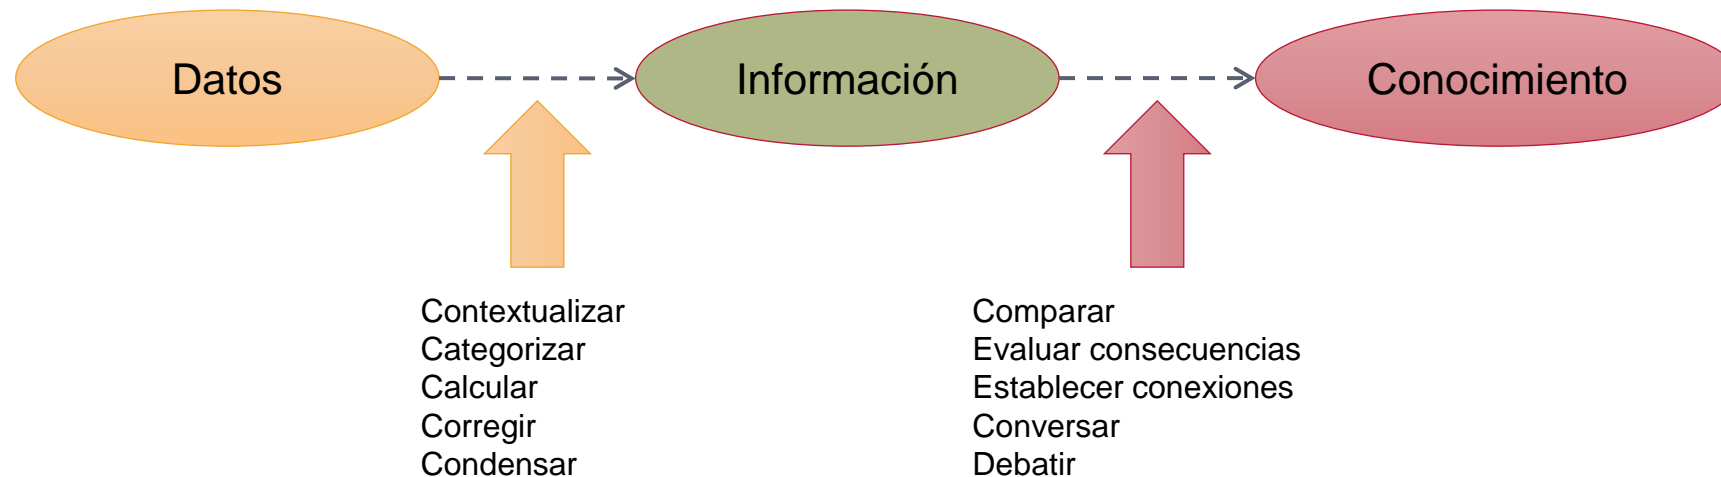 Datos
Información
Conocimiento
Contextualizar
Categorizar
Calcular
Corregir
Condensar
Comparar
Evaluar consecuencias
Establecer conexiones
Conversar
Debatir